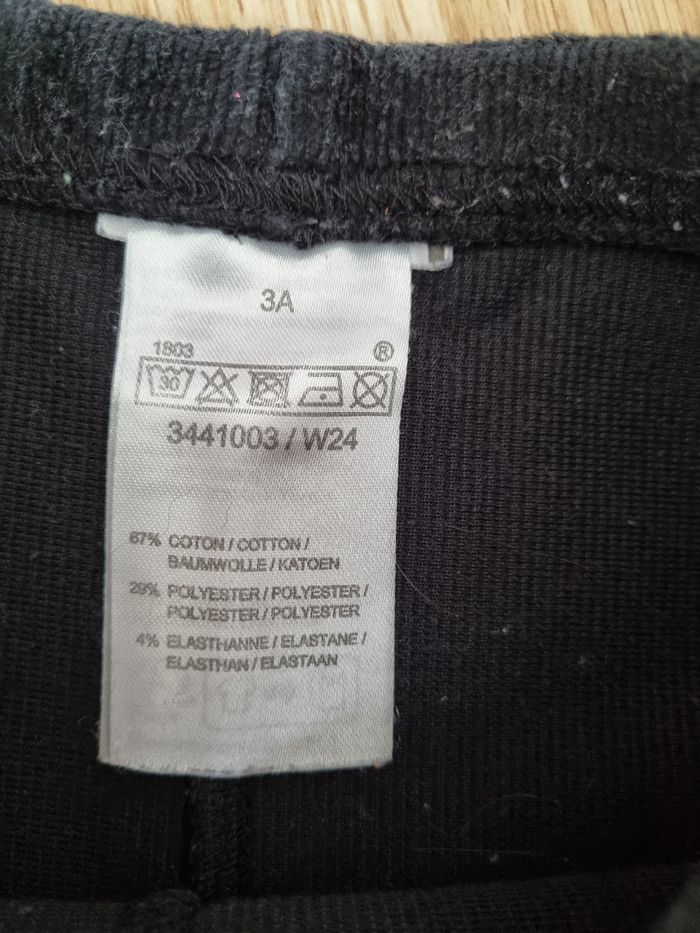 3A
1803 ®
30
3441003 / W24
67% COTON / COTTON /
BAUMWOLLE / KATOEN
29% POLYESTER / POLYESTER /
POLYESTER / POLYESTER
4% ELASTHANNE / ELASTANE /
ELASTHAN / ELASTAAN